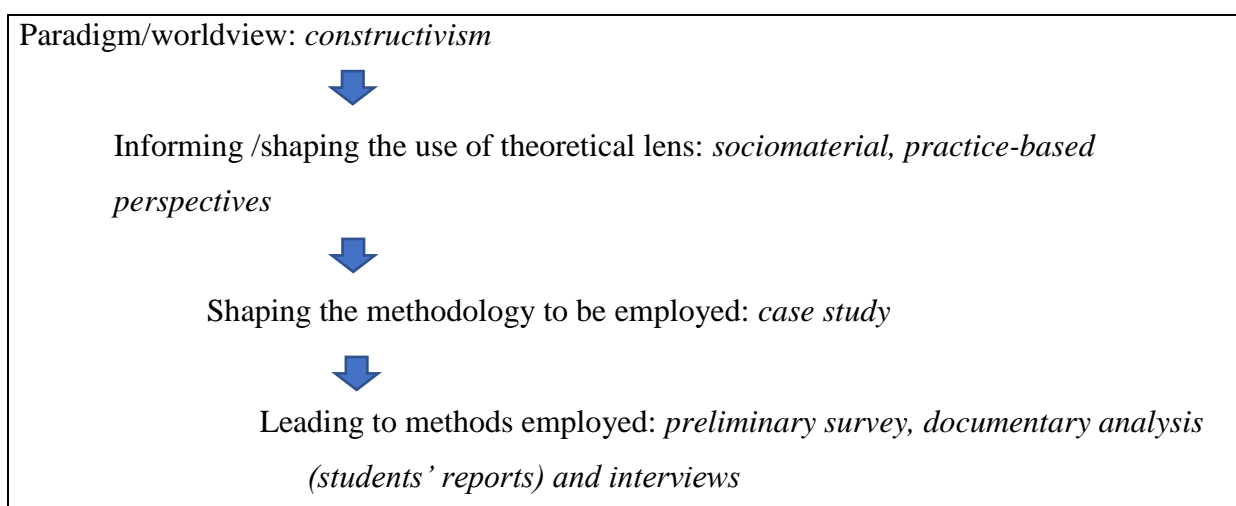 Paradigm/worldview: constructivism
Informing /shaping the use of theoretical lens: sociomaterial, practice-based
perspectives
Shaping the methodology to be employed: case study
Leading to methods employed: preliminary survey, documentary analysis
(students’ reports) and interviews